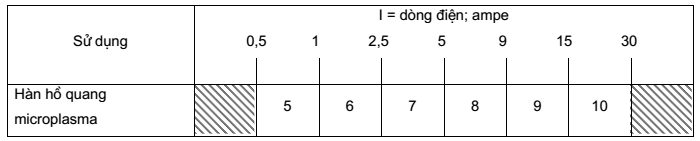 I = dòng điện; ampe
Sử dụng
0,5 1 2,5 5 9 15 30
Hàn hồ quang
microplasma
5 6 7 8 9 10